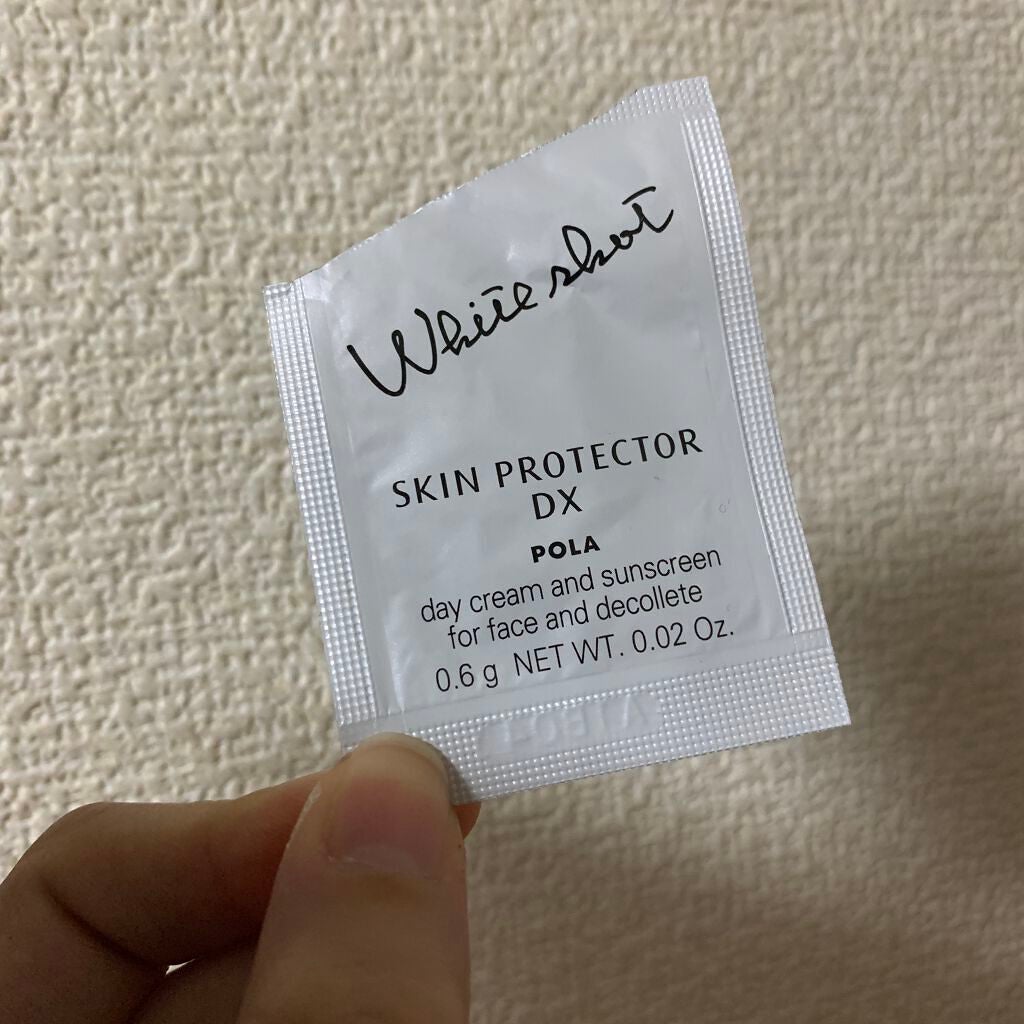 White shot
SKIN PROTECTOR
DX
POLA
day cream and sunscreen
for face and decollete
0.6 g NET WT. 0.02 Oz.